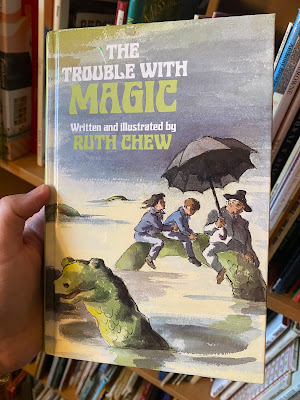 THE
TROUBLE WITH
MAGIC
Written and illustrated by
RUTH CHEW